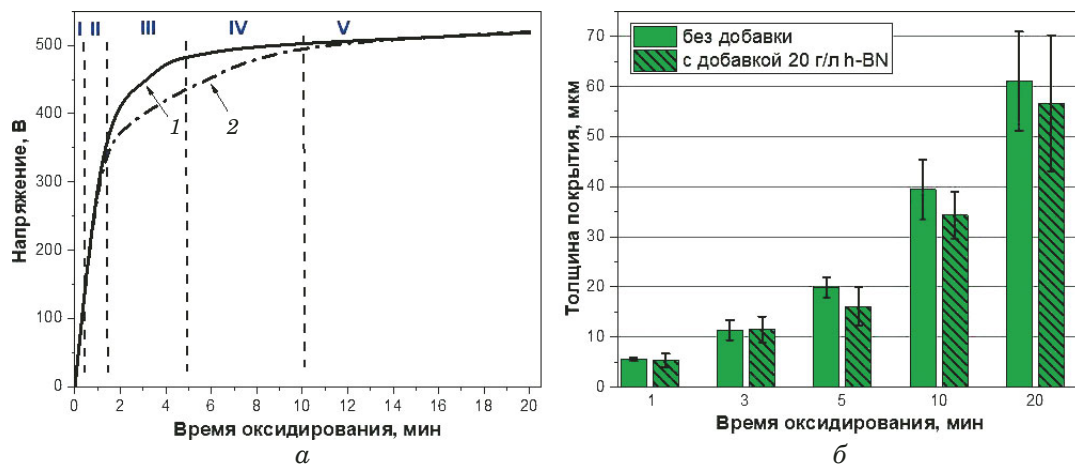 I II III IV V
500
400
300
200
100
0
1
2
Напряжение, В
0 2 4 6 8 10 12 14 16 18 20
Время оксидирования, мин
а
без добавки
с добавкой 20 г/л h-BN
70
60
50
40
30
20
10
0
Толщина покрытия, мкм
1 3 5 10 20
Время оксидирования, мин
б